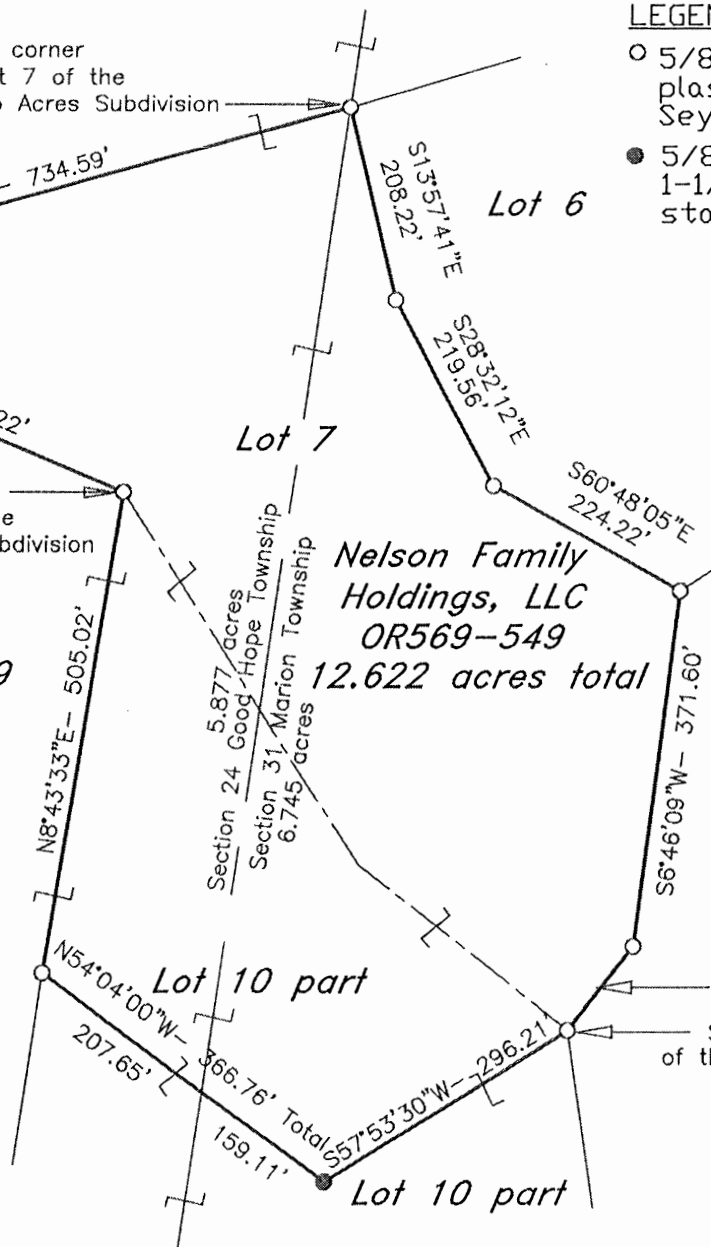 corner
7 of the
Acres Subdivision
734.59'
LEGEN
5/8
plas
Sey
5/8
1-1/
sta
S13°57'41"E
208.22'
Lot 6
S28°32'12"E
219.56'
Lot 7
22'
S60°48'05"E
224.22'
e
bdivision
Nelson Family
Holdings, LLC
OR569-549
12.622 acres total
5.877 acres
Section 24 Good Hope Township
Section 31 Marion Township
6.745 acres
9
N8°43'33"E- 505.02'
S6°46'09"W- 371.60'
Lot 10 part
N54°04'00"W- 366.76' Total
207.65'
159.11'
S57°53'30"W- 296.21'
of th
Lot 10 part